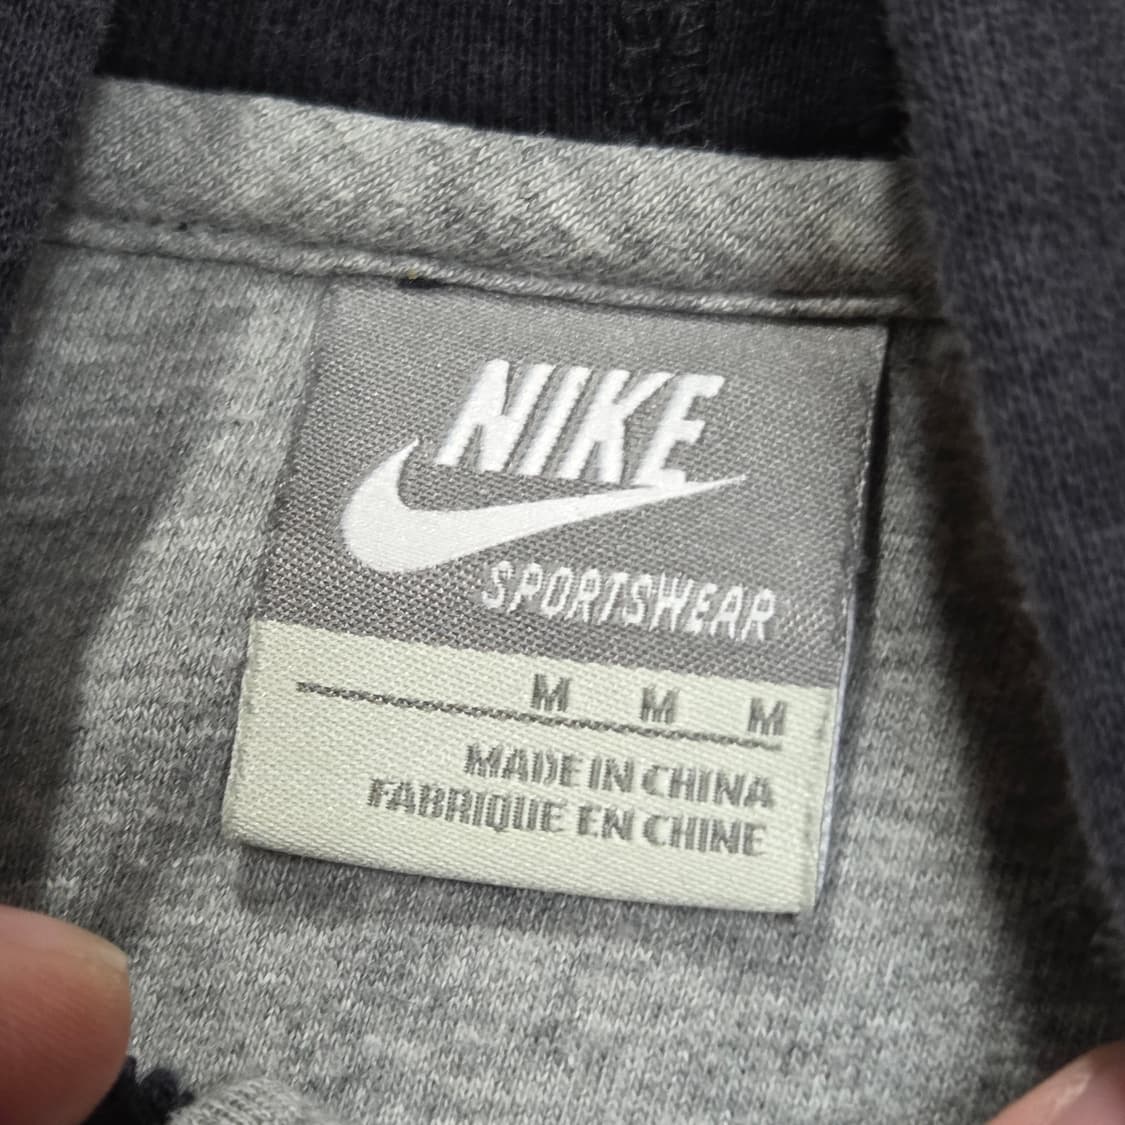 NIKE
SPORTSWEAR
M M M
MADE IN CHINA
FABRIQUE EN CHINE